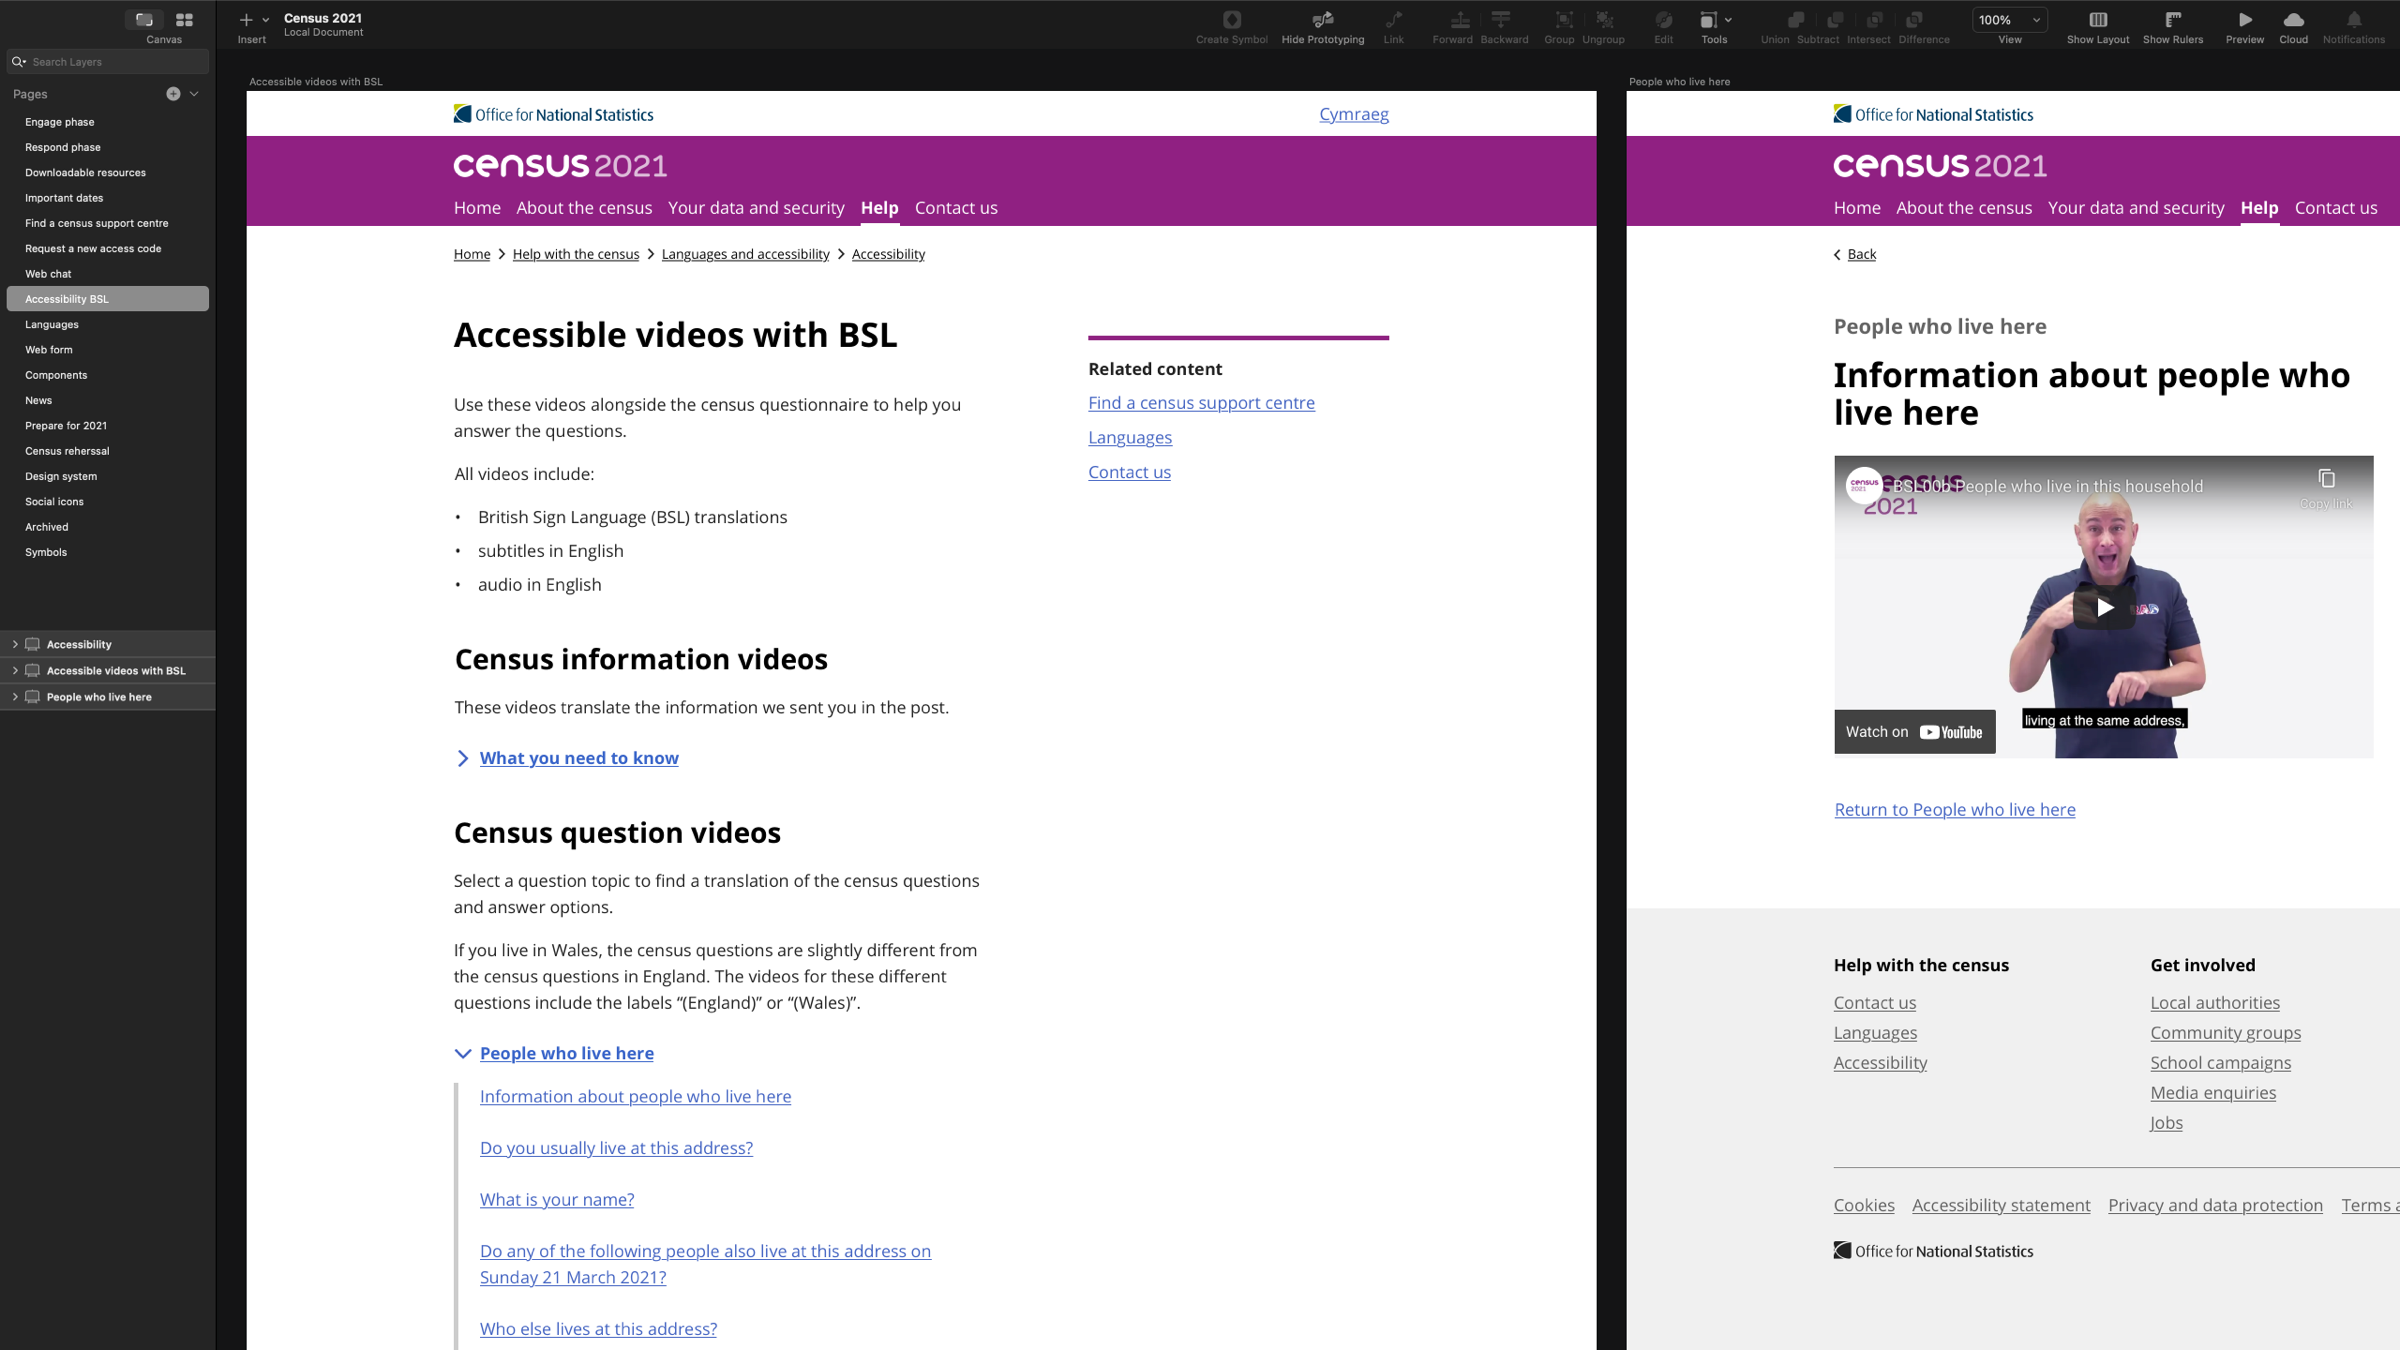 Canvas
Insert
Census 2021
Local Document
Create Symbol
Hide Prototyping
Link
Forward
Backward
Group
Ungroup
Edit
Tools
Union
Subtract
Intersect
Difference
100%
View
Show Layout
Show Rulers
Preview
Cloud
Notifications
Search Layers
Pages
Engage phase
Respond phase
Downloadable resources
Important dates
Find a census support centre
Request a new access code
Web chat
Accessibility BSL
Languages
Web form
Components
News
Prepare for 2021
Census reherssal
Design system
Social icons
Archived
Symbols
Accessibility
Accessible videos with BSL
People who live here
Accessible videos with BSL
Office for National Statistics
Cymraeg
census 2021
Home About the census Your data and security Help Contact us
Home > Help with the census > Languages and accessibility > Accessibility
Accessible videos with BSL
Use these videos alongside the census questionnaire to help you
answer the questions.
All videos include:
• British Sign Language (BSL) translations
• subtitles in English
• audio in English
Census information videos
These videos translate the information we sent you in the post.
What you need to know
Census question videos
Select a question topic to find a translation of the census questions
and answer options.
If you live in Wales, the census questions are slightly different from
the census questions in England. The videos for these different
questions include the labels “(England)” or “(Wales)”.
People who live here
Information about people who live here
Do you usually live at this address?
What is your name?
Do any of the following people also live at this address on
Sunday 21 March 2021?
Who else lives at this address?
Related content
Find a census support centre
Languages
Contact us
People who live here
Office for National Statistics
census 2021
Home About the census Your data and security Help Contact us
Back
People who live here
Information about people who
live here
census
2021
census
2021
BSL00b People who live in this household
Copy link
living at the same address,
Watch on YouTube
Return to People who live here
Help with the census
Contact us
Languages
Accessibility
Get involved
Local authorities
Community groups
School campaigns
Media enquiries
Jobs
Cookies Accessibility statement Privacy and data protection Terms a
Office for National Statistics